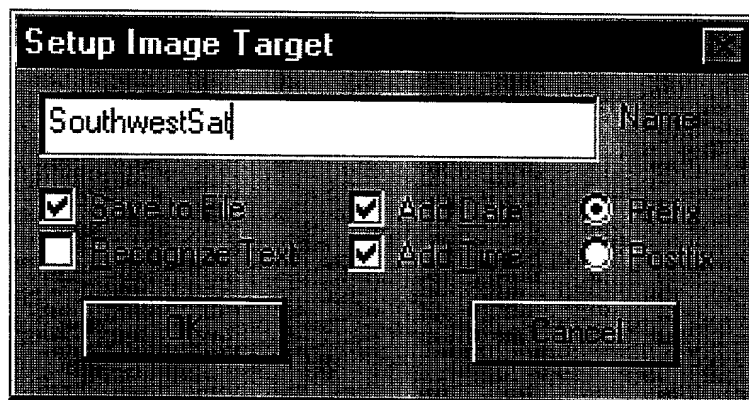 Setup Image Target
SouthwestSat Name
Save to File Add Date Prefix
Recognize Text Add Time Postfix
OK Cancel